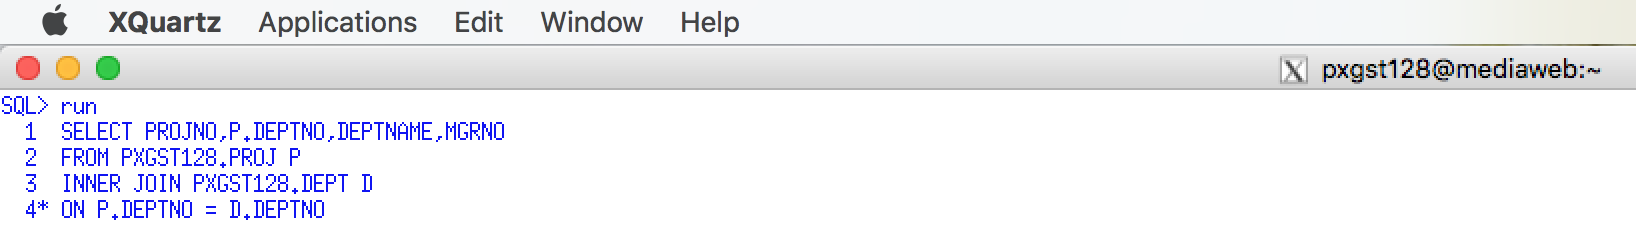 XQuartz Applications Edit Window Help
X pxgst128@mediaweb:~
SQL> run
1 SELECT PROJNO,P.DEPTNO,DEPTNAME,MGRNO
2 FROM PXGST128.PROJ P
3 INNER JOIN PXGST128.DEPT D
4* ON P.DEPTNO = D.DEPTNO